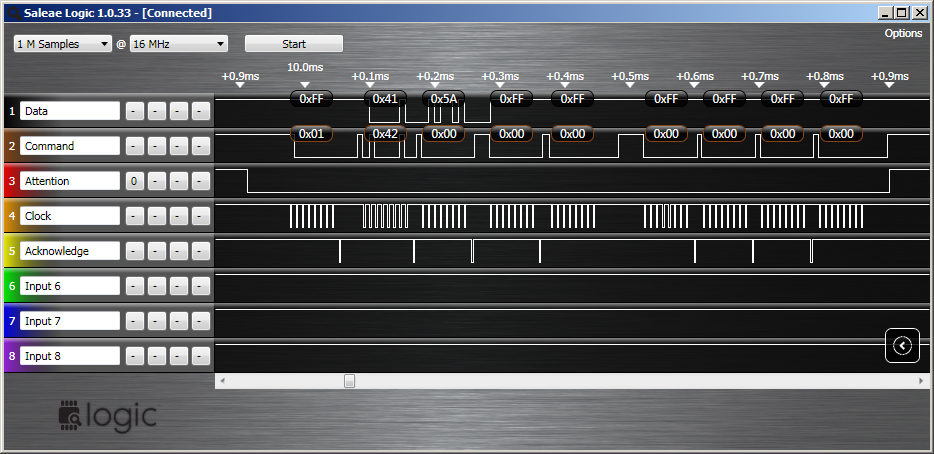 Saleae Logic 1.0.33 - [Connected]
Options
1 M Samples @ 16 MHz Start
10.0ms
+0.9ms +0.1ms +0.2ms +0.3ms +0.4ms +0.5ms +0.6ms +0.7ms +0.8ms +0.9ms
1 Data - - - - 0xFF 0x41 0x5A 0xFF 0xFF 0xFF 0xFF 0xFF 0xFF
2 Command - - - - 0x01 0x42 0x00 0x00 0x00 0x00 0x00 0x00 0x00
3 Attention 0 - - -
4 Clock - - - -
5 Acknowledge - - - -
6 Input 6 - - - -
7 Input 7 - - - -
8 Input 8 - - - -
logic